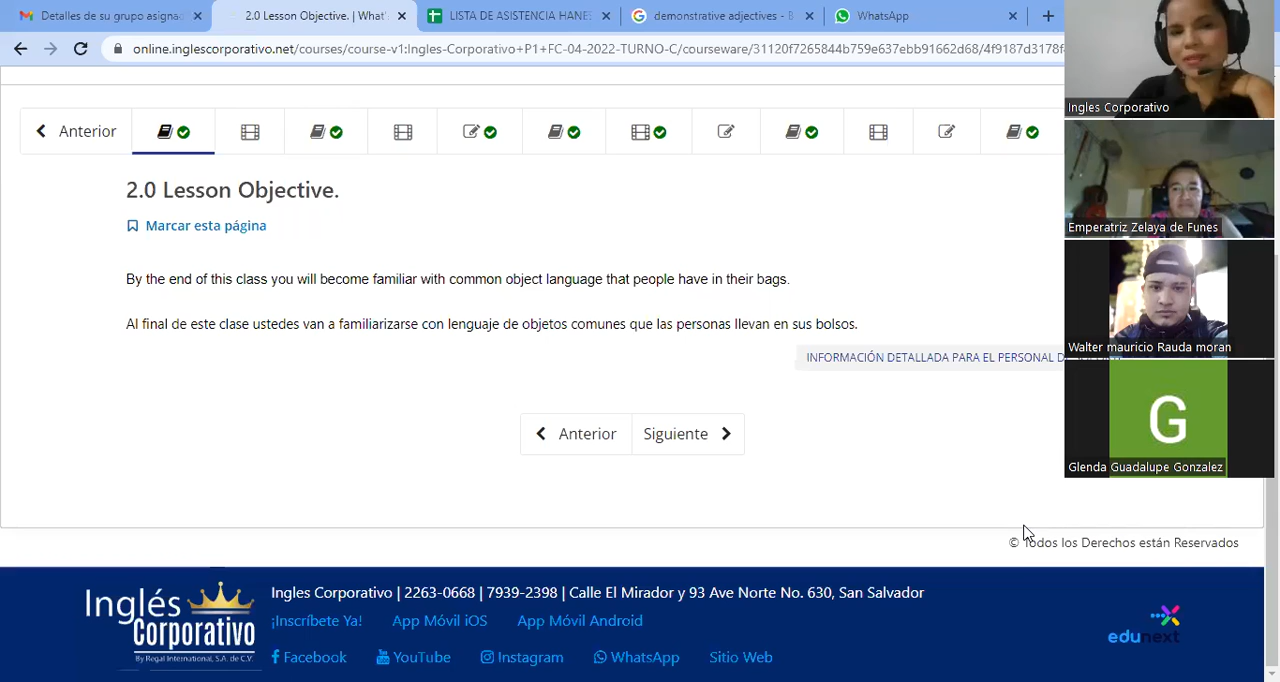 Detalles de su grupo asignad
2.0 Lesson Objective. | What'
LISTA DE ASISTENCIA HANE
demonstrative adjectives - B
WhatsApp
online.inglescorporativo.net/courses/course-v1:Ingles-Corporativo+P1+FC-04-2022-TURNO-C/courseware/31120f7265844b759e637ebb91662d68/4f9187d3178f
Ingles Corporativo
Anterior
2.0 Lesson Objective.
Marcar esta página
Emperatriz Zelaya de Funes
By the end of this class you will become familiar with common object language that people have in their bags.
Al final de este clase ustedes van a familiarizarse con lenguaje de objetos comunes que las personas llevan en sus bolsos.
Walter mauricio Rauda moran
INFORMACIÓN DETALLADA PARA EL PERSONAL D
Anterior Siguiente
G
Glenda Guadalupe Gonzalez
© Todos los Derechos están Reservados
Inglés Corporativo
By Regal International, S.A. de C.V.
Ingles Corporativo | 2263-0668 | 7939-2398 | Calle El Mirador y 93 Ave Norte No. 630, San Salvador
¡Inscríbete Ya! App Móvil iOS App Móvil Android
Facebook YouTube Instagram WhatsApp Sitio Web
edunext